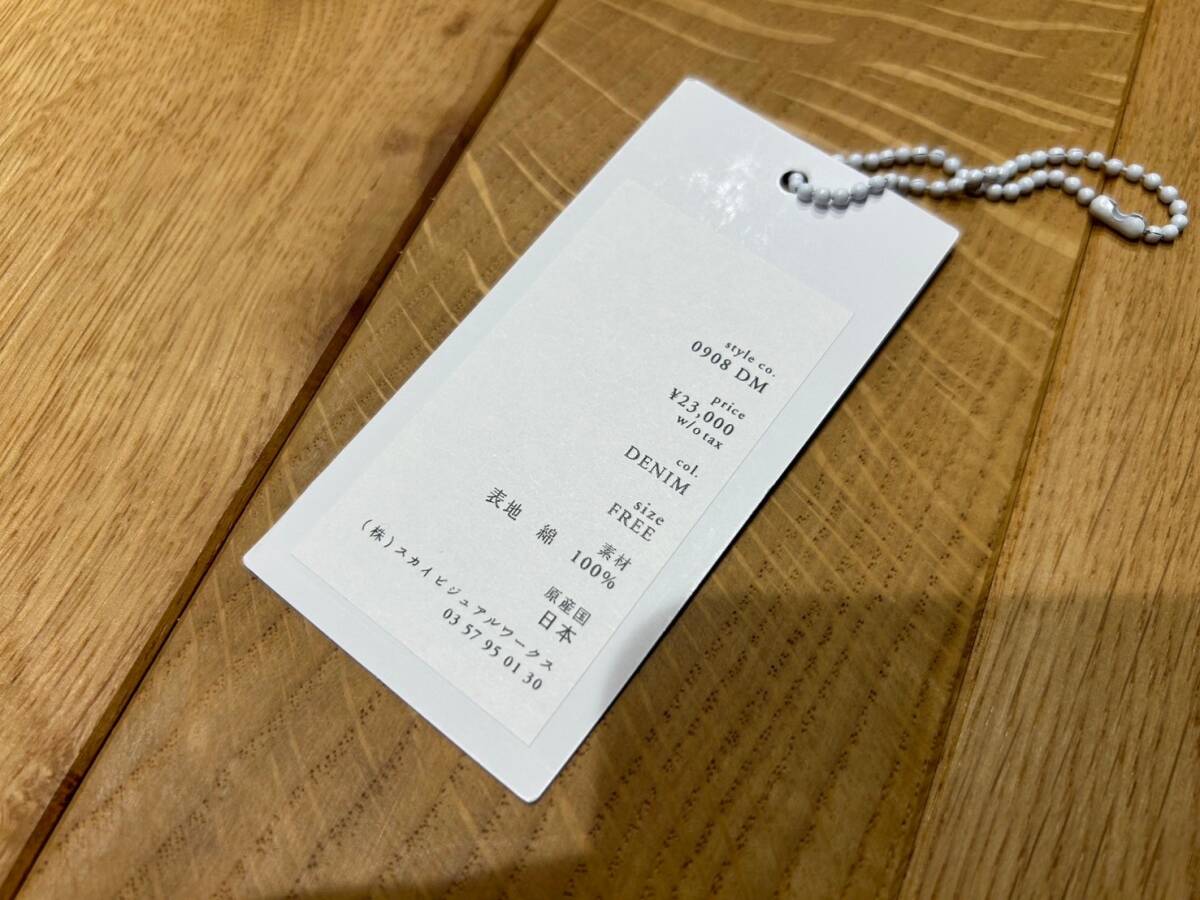 style co.
0908 DM
price
¥23,000
w/o tax
col.
DENIM
size
FREE
素材
表地 綿 100%
原産国
日本
(株)スカイビジュアルワークス
03 57 95 01 30